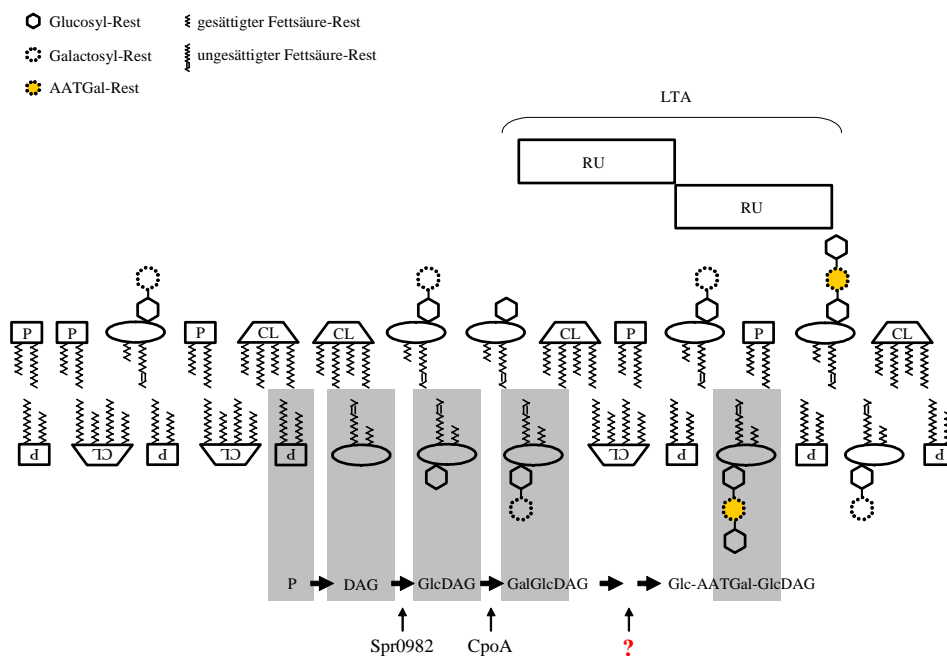 Glucosyl-Rest
gesättigter Fettsäure-Rest
Galactosyl-Rest
ungesättigter Fettsäure-Rest
AATGal-Rest
LTA
RU
RU
P P P CL CL CL P P CL
P CL P CL P CL P P P
P DAG GlcDAG GalGlcDAG Glc-AATGal-GlcDAG
Spr0982 CpoA ?